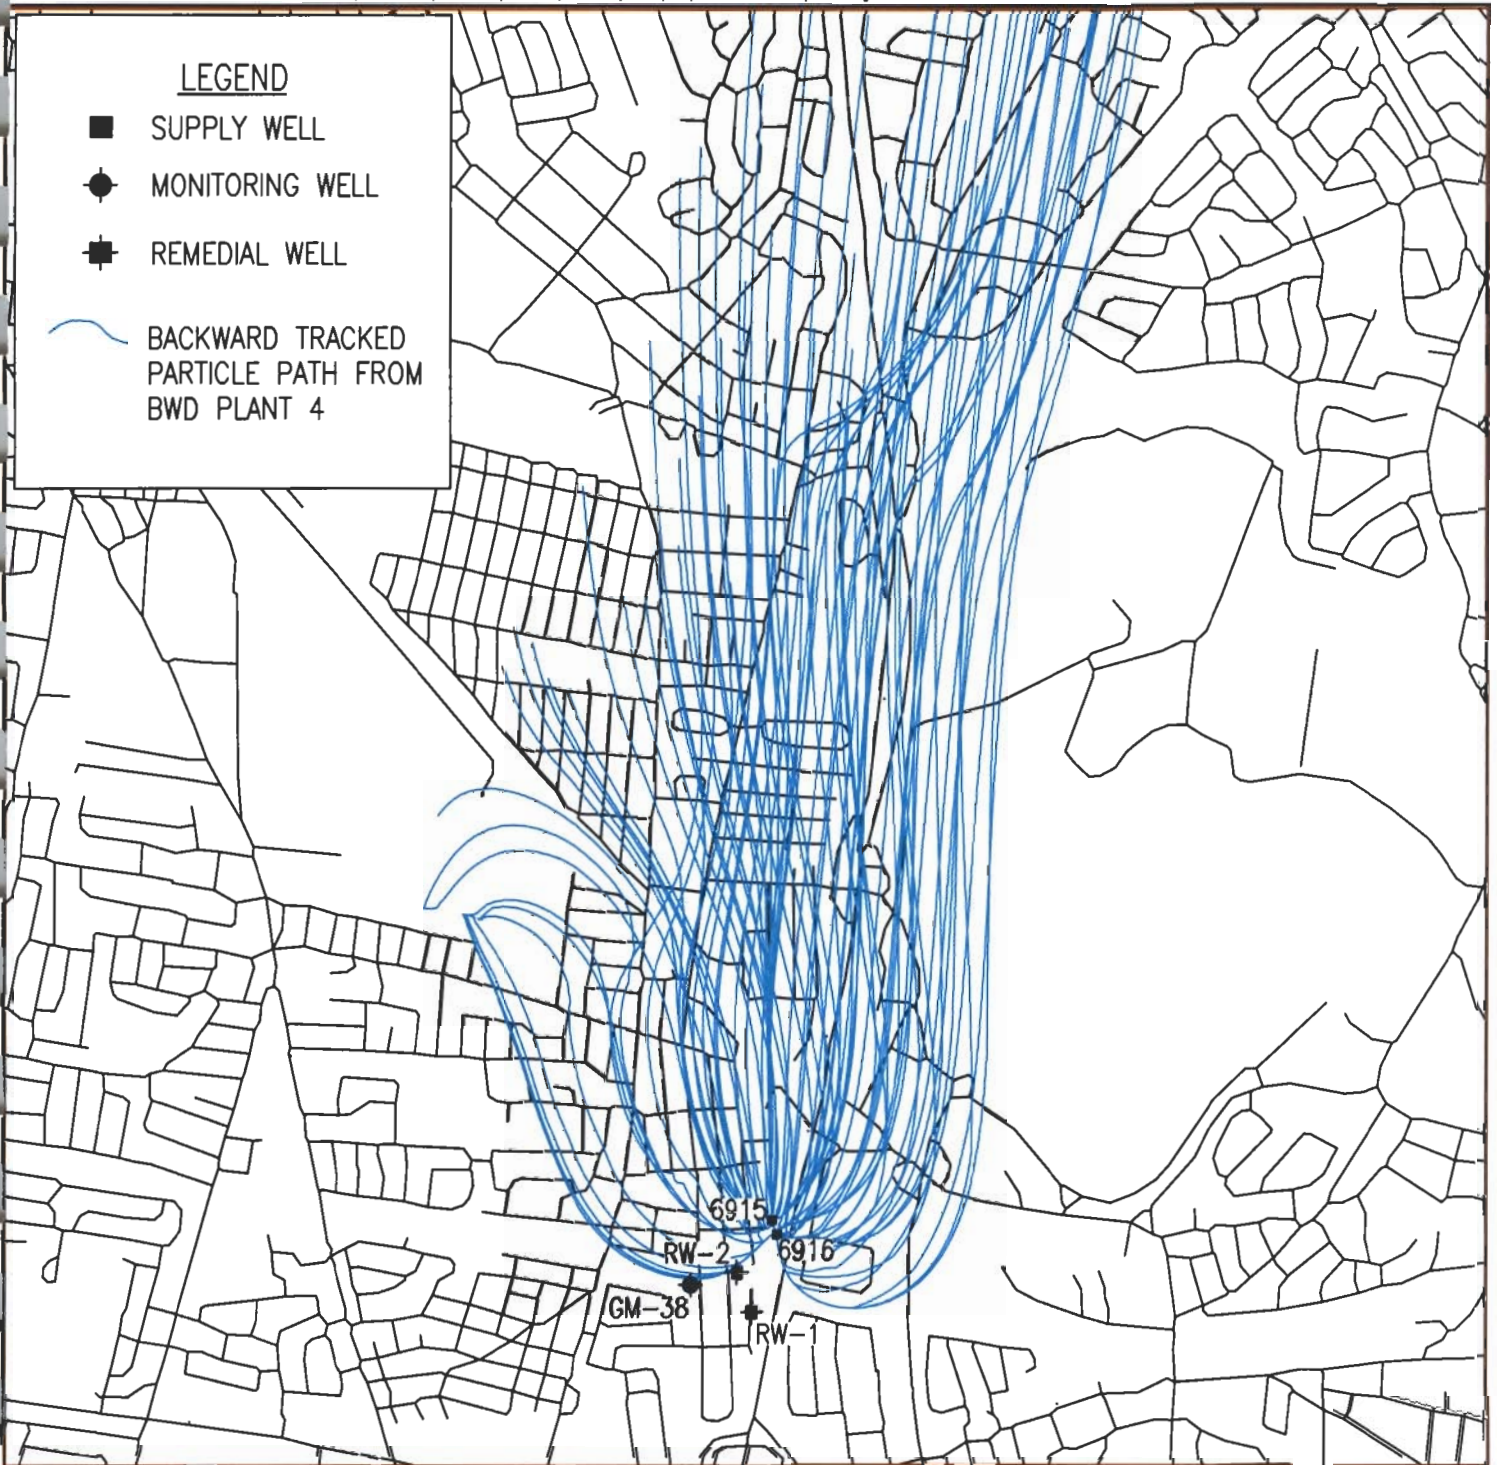 LEGEND
SUPPLY WELL
MONITORING WELL
REMEDIAL WELL
BACKWARD TRACKED
PARTICLE PATH FROM
BWD PLANT 4
6915
6916
RW-2
GM-38
RW-1